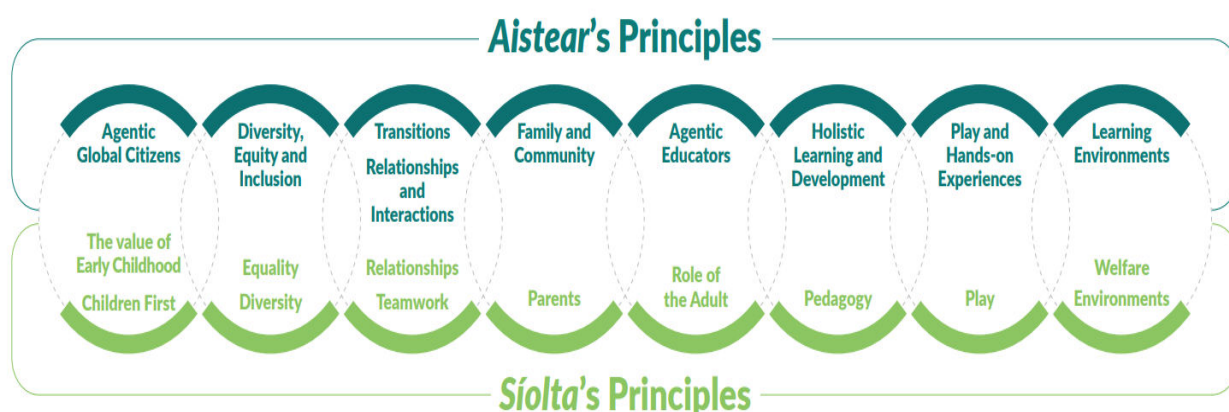 Aistear's Principles
Agentic
Global Citizens
Diversity,
Equity and
Inclusion
Transitions
Relationships
and
Interactions
Family and
Community
Agentic
Educators
Holistic
Learning and
Development
Play and
Hands-on
Experiences
Learning
Environments
The value of
Early Childhood
Children First
Equality
Diversity
Relationships
Teamwork
Parents
Role of
the Adult
Pedagogy
Play
Welfare
Environments
Síolta's Principles